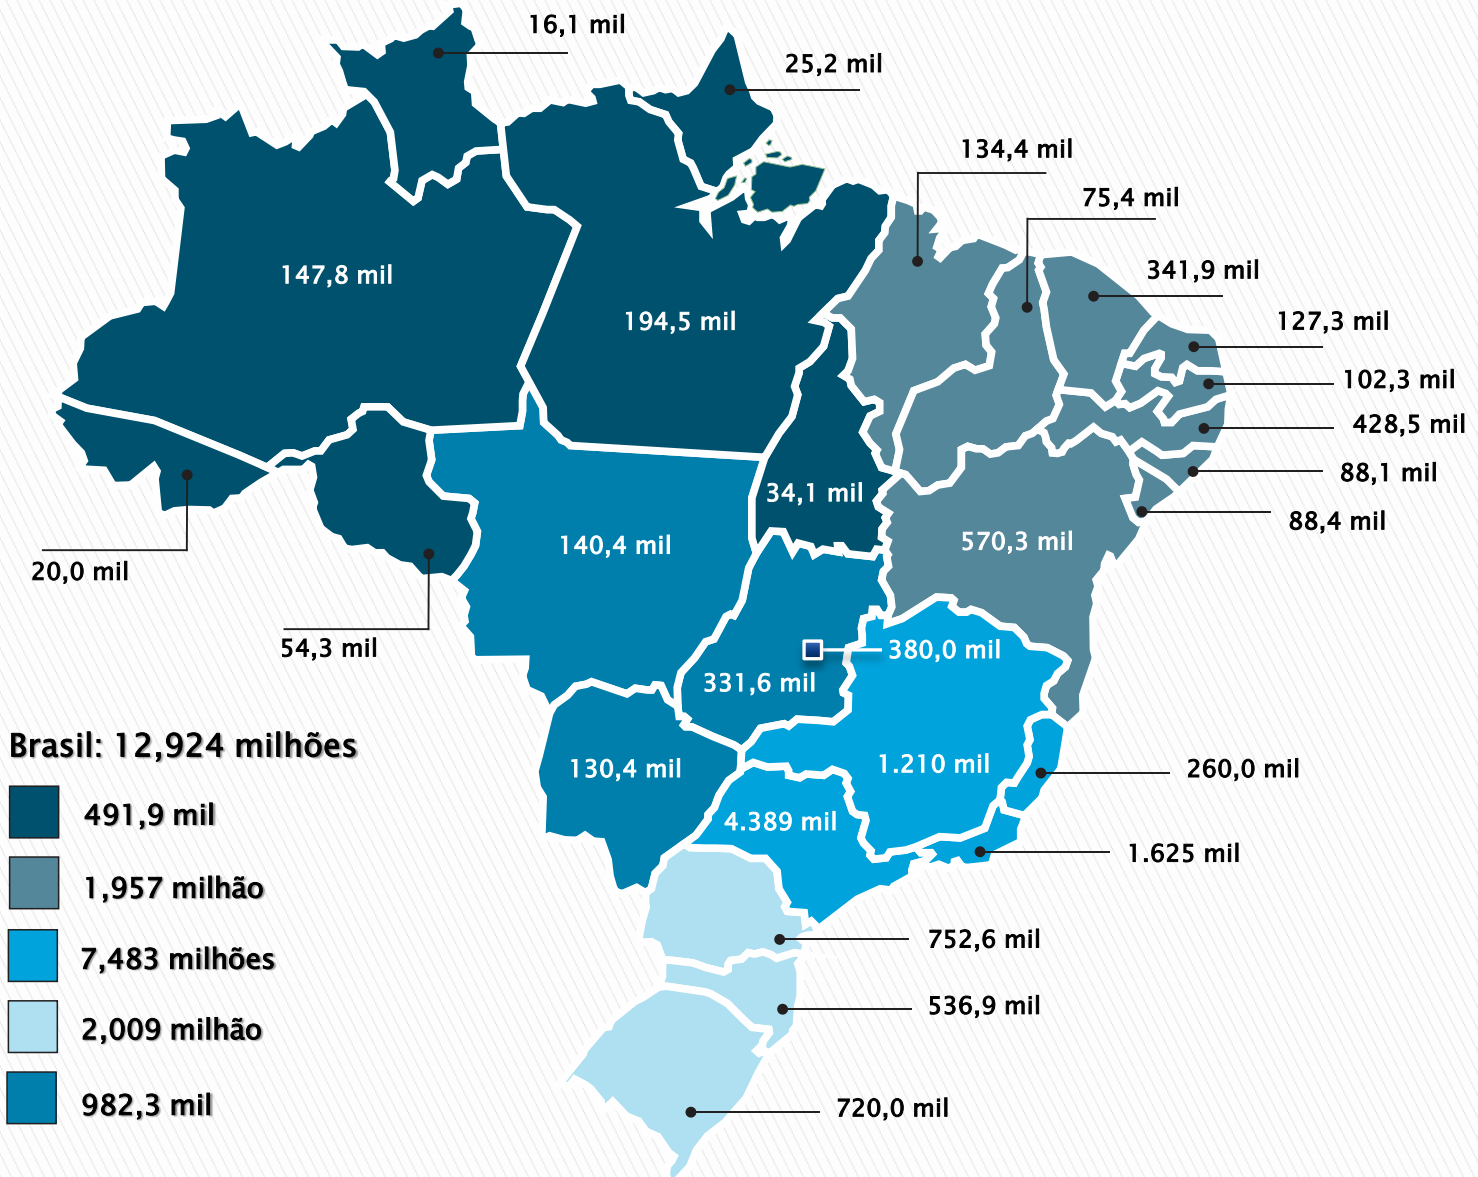 16,1 mil
25,2 mil
134,4 mil
75,4 mil
341,9 mil
147,8 mil
194,5 mil
127,3 mil
102,3 mil
428,5 mil
88,1 mil
34,1 mil
88,4 mil
140,4 mil
570,3 mil
20,0 mil
54,3 mil
380,0 mil
331,6 mil
Brasil: 12,924 milhões
130,4 mil
1.210 mil
260,0 mil
491,9 mil
4.389 mil
1.625 mil
1,957 milhão
752,6 mil
7,483 milhões
536,9 mil
2,009 milhão
982,3 mil
720,0 mil